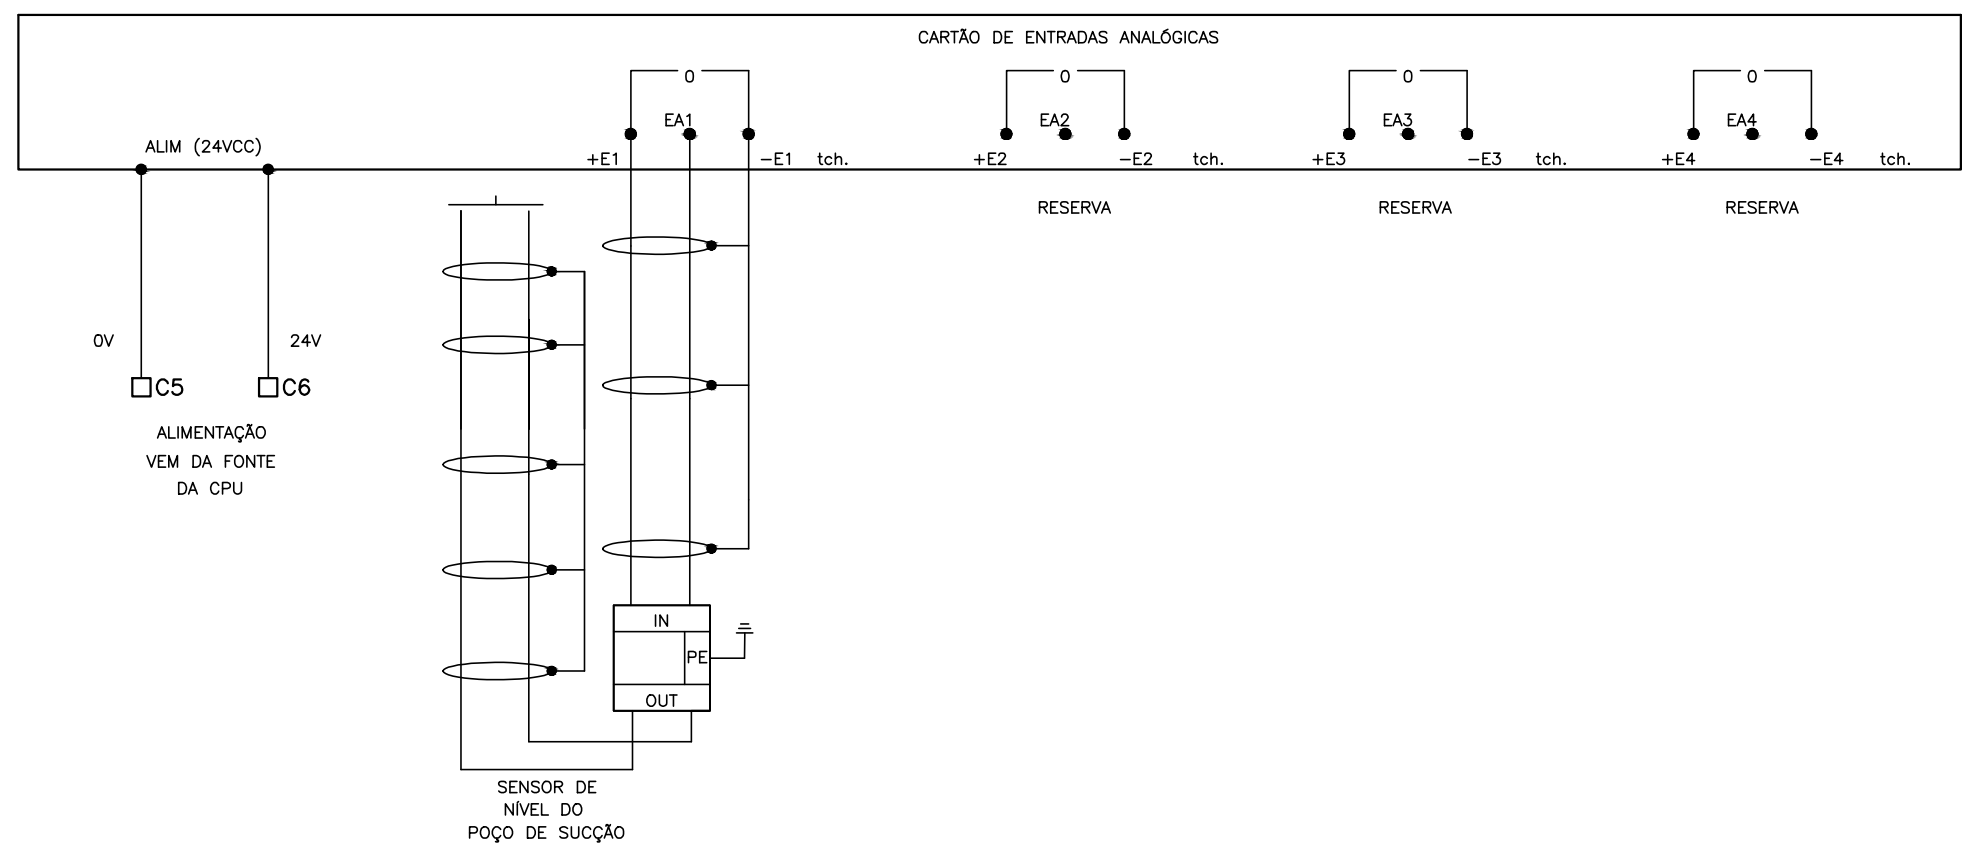 CARTÃO DE ENTRADAS ANALÓGICAS
0 0 0 0
EA1 EA2 EA3 EA4
ALIM (24VCC)
+E1 -E1 tch. +E2 -E2 tch. +E3 -E3 tch. +E4 -E4 tch.
RESERVA RESERVA RESERVA
0V 24V
C5 C6
ALIMENTAÇÃO
VEM DA FONTE
DA CPU
IN
PE
OUT
SENSOR DE
NÍVEL DO
POÇO DE SUCÇÃO